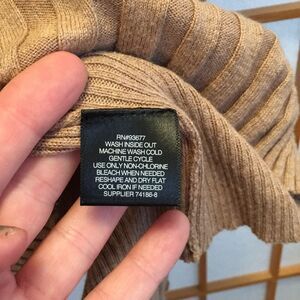 RN#93677
WASH INSIDE OUT
MACHINE WASH COLD
GENTLE CYCLE
USE ONLY NON-CHLORINE
BLEACH WHEN NEEDED
RESHAPE AND DRY FLAT
COOL IRON IF NEEDED
SUPPLIER 74186-8